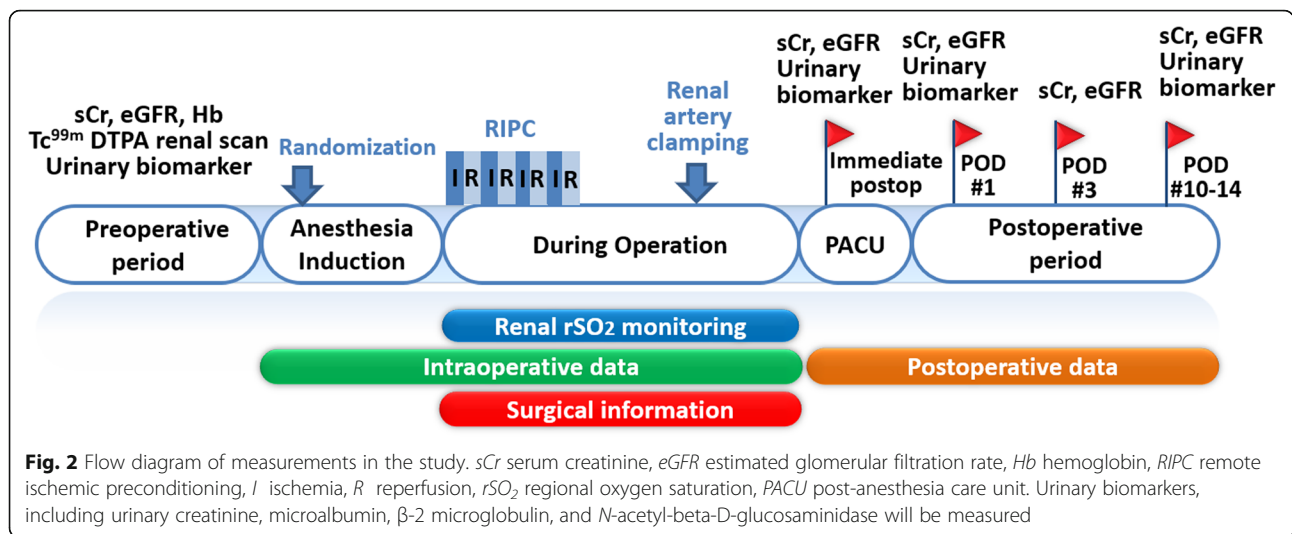 sCr, eGFR, Hb
Tc99m DTPA renal scan
Urinary biomarker
Randomization
RIPC
I R I R I R I R
Renal
artery
clamping
sCr, eGFR
Urinary
biomarker
Immediate
postop
sCr, eGFR
Urinary
biomarker
POD
#1
sCr, eGFR
POD
#3
sCr, eGFR
Urinary
biomarker
POD
#10-14
Preoperative
period
Anesthesia
Induction
During Operation
PACU
Postoperative
period
Renal rSO2 monitoring
Intraoperative data
Postoperative data
Surgical information
Fig. 2 Flow diagram of measurements in the study. sCr serum creatinine, eGFR estimated glomerular filtration rate, Hb hemoglobin, RIPC remote
ischemic preconditioning, I ischemia, R reperfusion, rSO2 regional oxygen saturation, PACU post-anesthesia care unit. Urinary biomarkers,
including urinary creatinine, microalbumin, β-2 microglobulin, and N-acetyl-beta-D-glucosaminidase will be measured